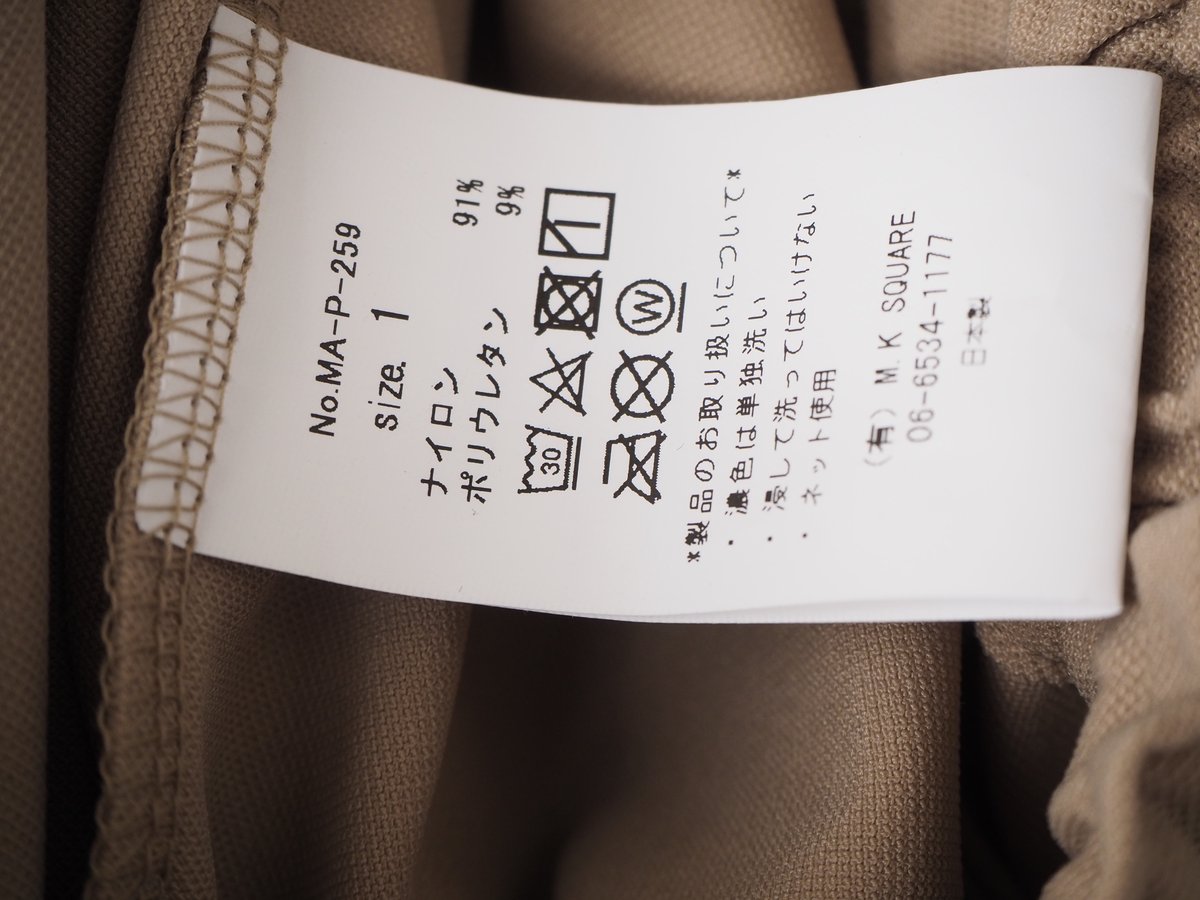 No.MA-P-259
size. 1
ナイロン 91%
ポリウレタン 9%
30
W
*製品のお取り扱いについて*
・濃色は単独洗い
・浸して洗ってはいけない
・ネット使用
(有) M.K SQUARE
06-6534-1177
日本製